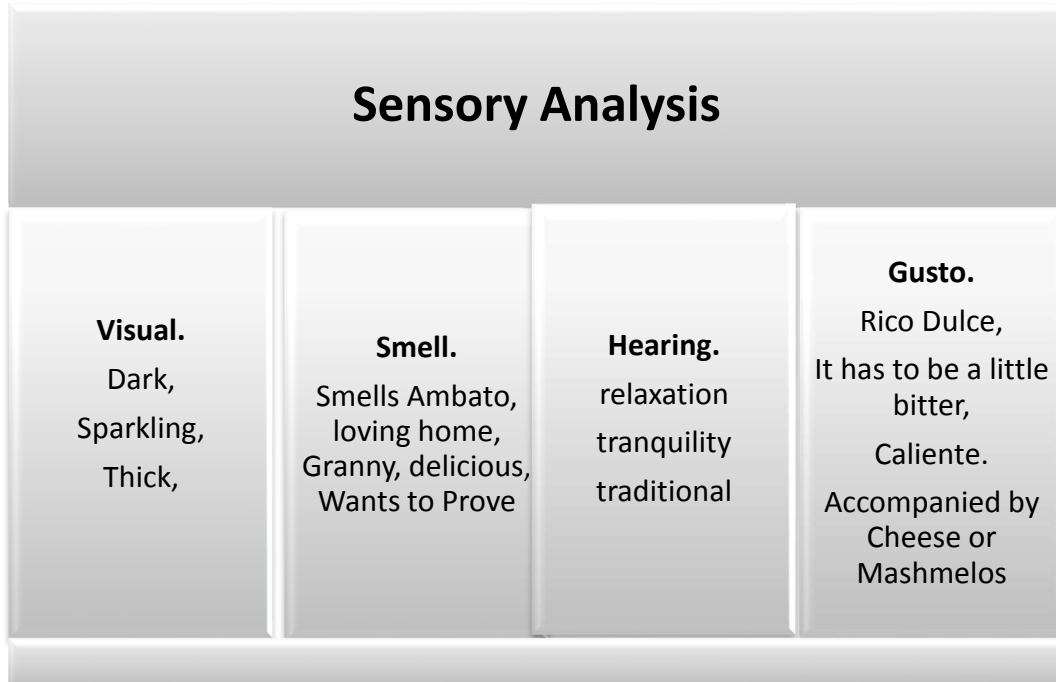 Sensory Analysis
Visual.
Dark,
Sparkling,
Thick,
Smell.
Smells Ambato,
loving home,
Granny, delicious,
Wants to Prove
Hearing.
relaxation
tranquility
traditional
Gusto.
Rico Dulce,
It has to be a little
bitter,
Caliente.
Accompanied by
Cheese or
Mashmelos